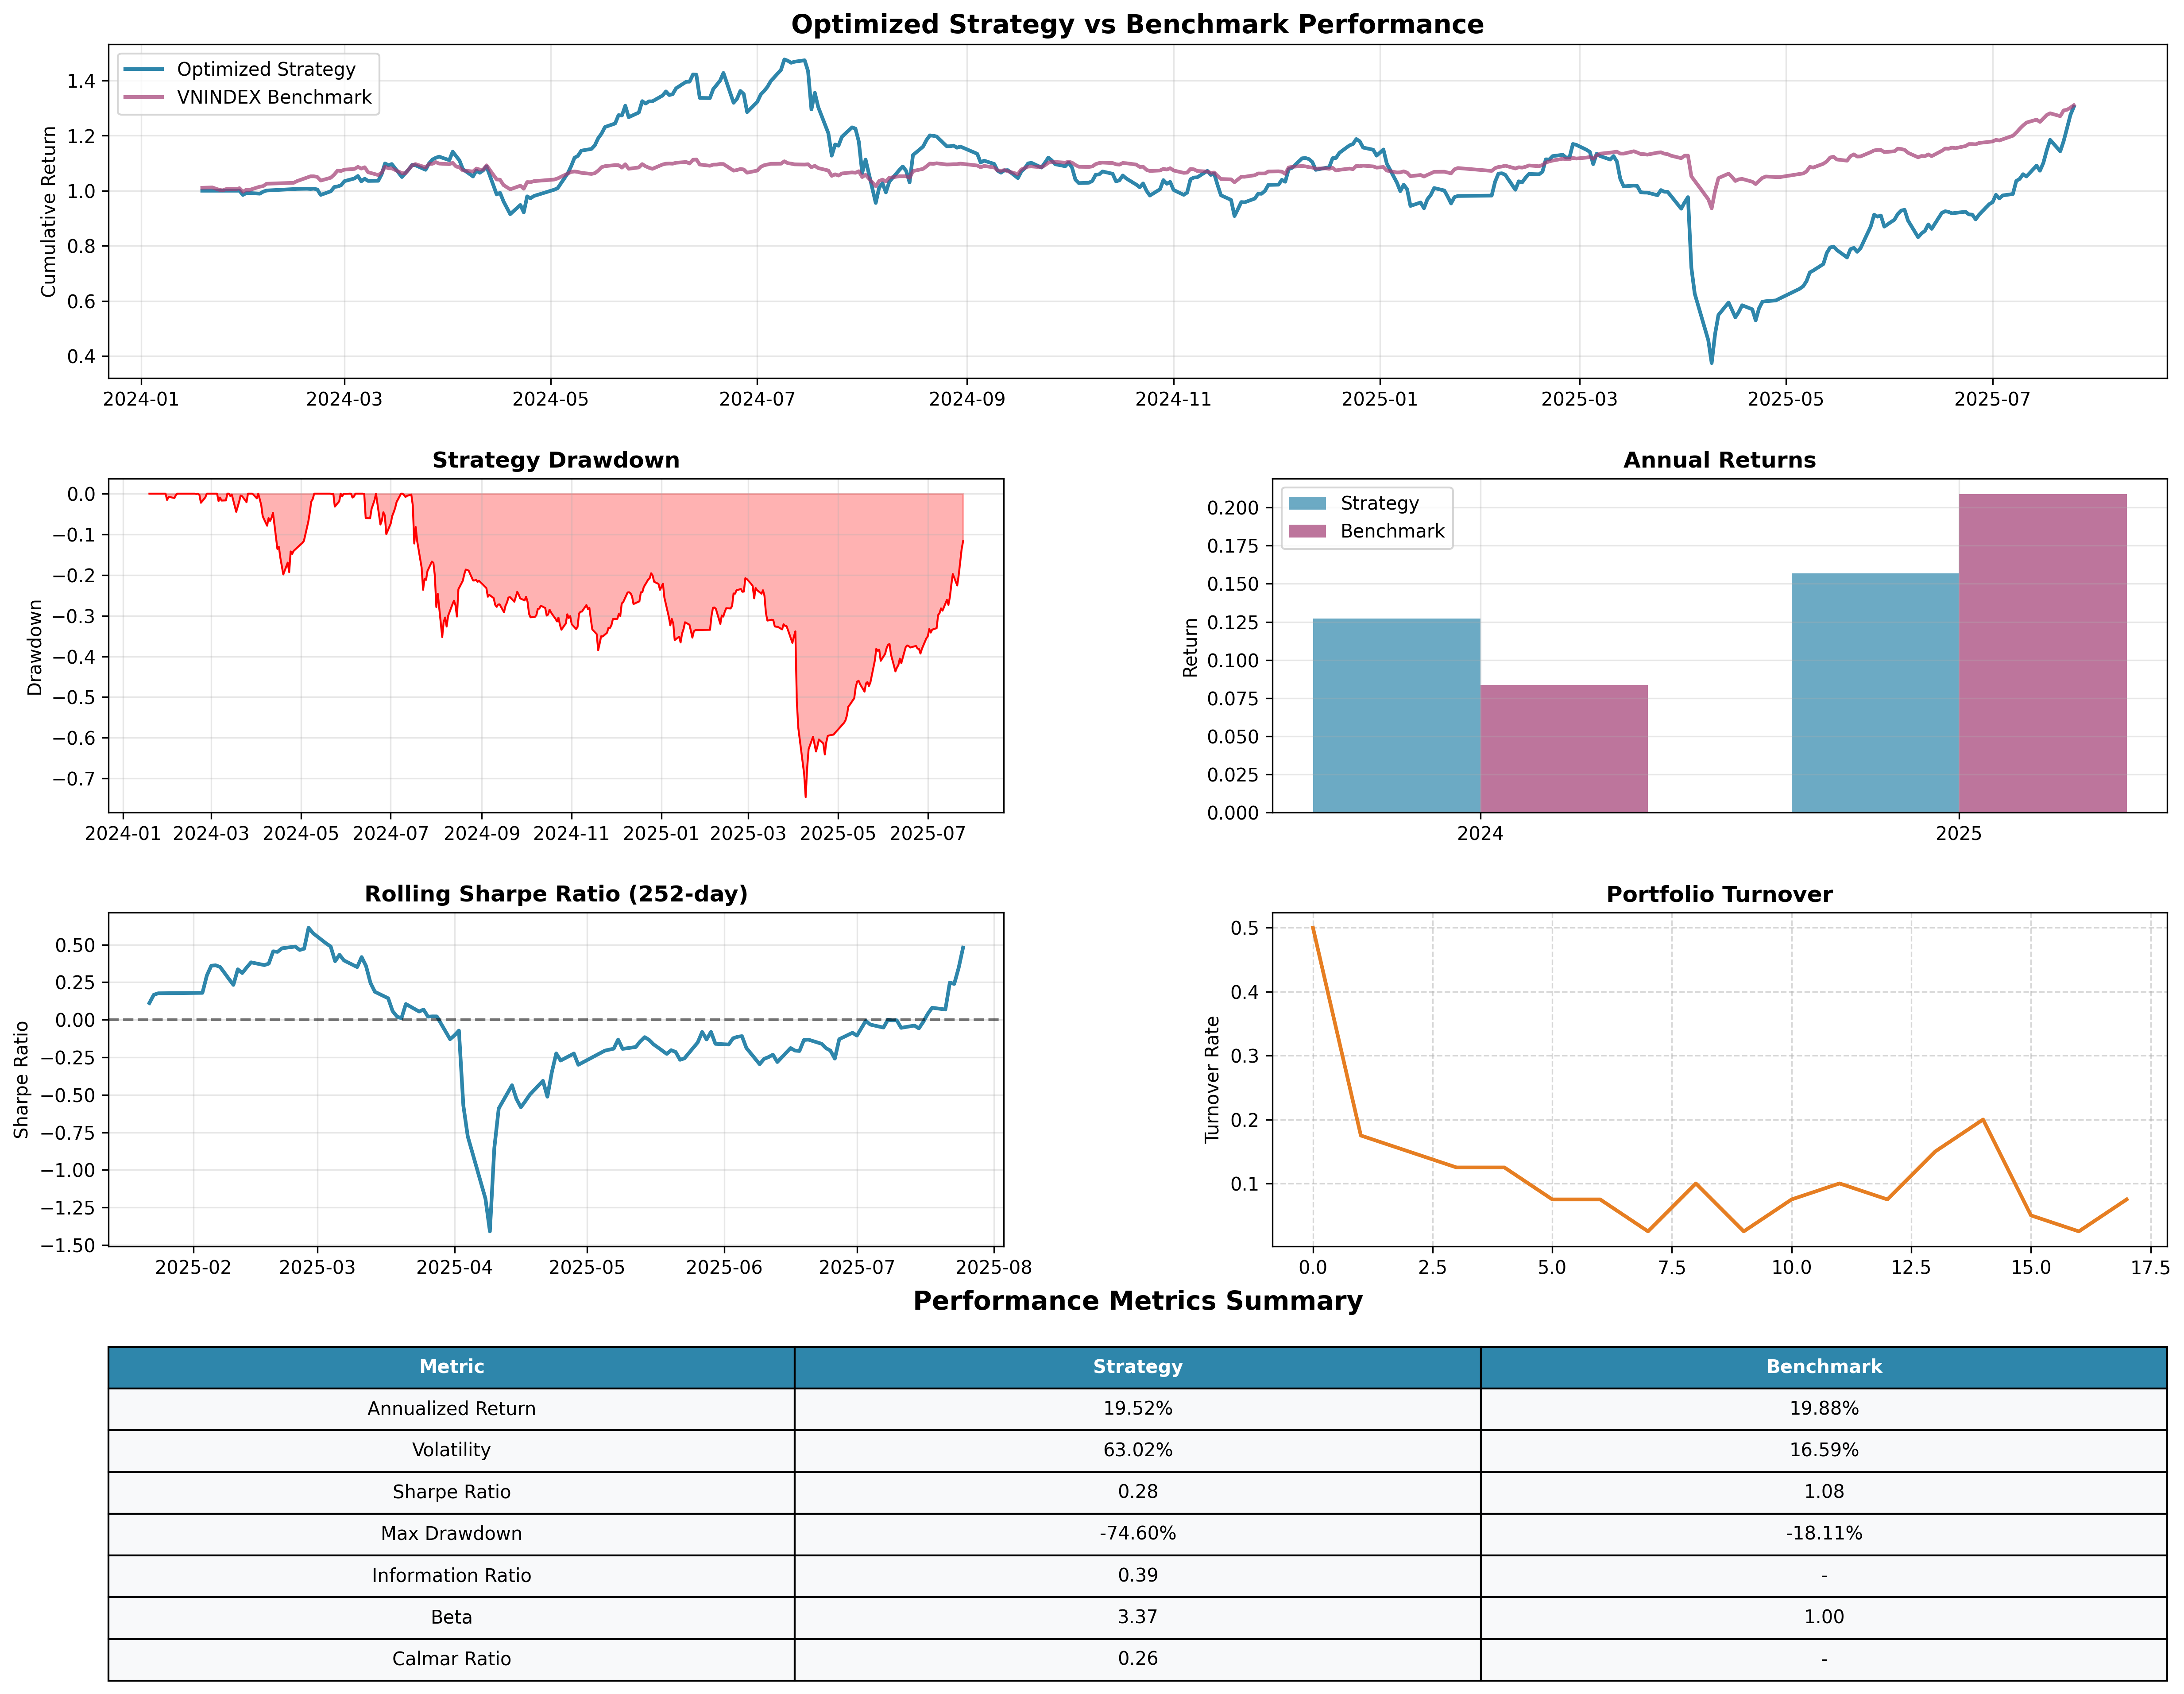 Optimized Strategy vs Benchmark Performance
Optimized Strategy
VNINDEX Benchmark
Cumulative Return
1.4
1.2
1.0
0.8
0.6
0.4
2024-01 2024-03 2024-05 2024-07 2024-09 2024-11 2025-01 2025-03 2025-05 2025-07
Strategy Drawdown
Drawdown
0.0
−0.1
−0.2
−0.3
−0.4
−0.5
−0.6
−0.7
2024-01 2024-03 2024-05 2024-07 2024-09 2024-11 2025-01 2025-03 2025-05 2025-07
Annual Returns
Strategy
Benchmark
Return
0.200
0.175
0.150
0.125
0.100
0.075
0.050
0.025
0.000
2024 2025
Rolling Sharpe Ratio (252-day)
Sharpe Ratio
0.50
0.25
0.00
−0.25
−0.50
−0.75
−1.00
−1.25
−1.50
2025-02 2025-03 2025-04 2025-05 2025-06 2025-07 2025-08
Portfolio Turnover
Turnover Rate
0.5
0.4
0.3
0.2
0.1
0.0 2.5 5.0 7.5 10.0 12.5 15.0 17.5
Performance Metrics Summary
Metric Strategy Benchmark
Annualized Return 19.52% 19.88%
Volatility 63.02% 16.59%
Sharpe Ratio 0.28 1.08
Max Drawdown -74.60% -18.11%
Information Ratio 0.39 -
Beta 3.37 1.00
Calmar Ratio 0.26 -